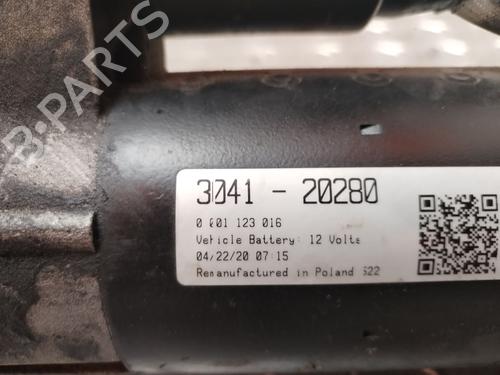 B-PARTS
3041 - 20280
0 001 123 016
Vehicle Battery: 12 Volts
04/22/20 07:15
Remanufactured in Poland 622